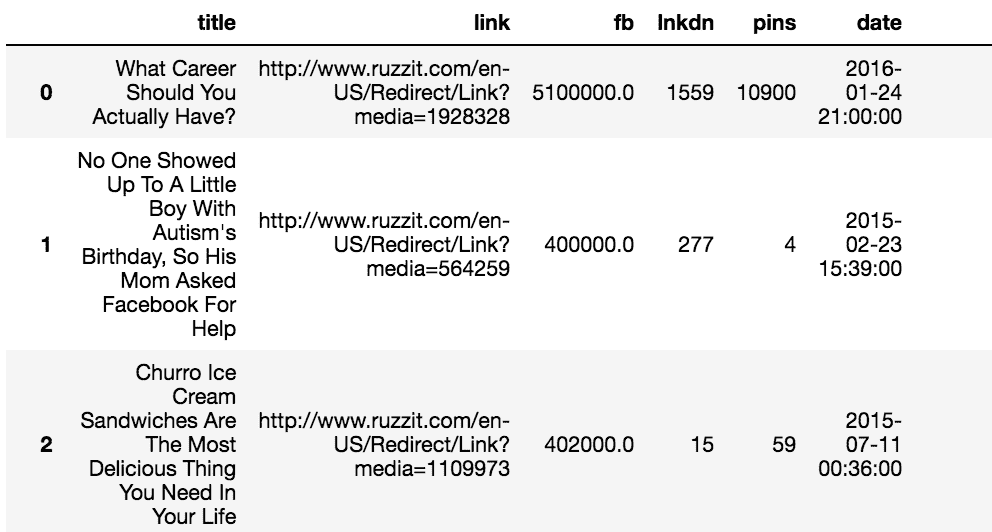 title link fb lnkdn pins date
0 What Career Should You Actually Have? http://www.ruzzit.com/en-US/Redirect/Link?media=1928328 5100000.0 1559 10900 2016-01-24 21:00:00
1 No One Showed Up To A Little Boy With Autism's Birthday, So His Mom Asked Facebook For Help http://www.ruzzit.com/en-US/Redirect/Link?media=564259 400000.0 277 4 2015-02-23 15:39:00
2 Churro Ice Cream Sandwiches Are The Most Delicious Thing You Need In Your Life http://www.ruzzit.com/en-US/Redirect/Link?media=1109973 402000.0 15 59 2015-07-11 00:36:00